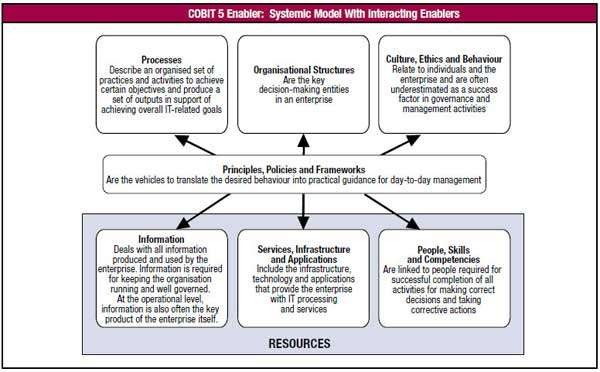 COBIT 5 Enabler: Systemic Model With Interacting Enablers
Processes
Describe an organised set of
practices and activities to achieve
certain objectives and produce a
set of outputs in support of
achieving overall IT-related goals
Organisational Structures
Are the key
decision-making entities
in an enterprise
Culture, Ethics and Behaviour
Relate to individuals and the
enterprise and are often
underestimated as a success
factor in governance and
management activities
Principles, Policies and Frameworks
Are the vehicles to translate the desired behaviour into practical guidance for day-to-day management
Information
Deals with all information
produced and used by the
enterprise. Information is required
for keeping the organisation
running and well governed.
At the operational level,
information is also often the key
product of the enterprise itself.
Services, Infrastructure
and Applications
Include the infrastructure,
technology and applications
that provide the enterprise
with IT processing
and services
People, Skills
and Competencies
Are linked to people required for
successful completion of all
activities for making correct
decisions and taking
corrective actions
RESOURCES